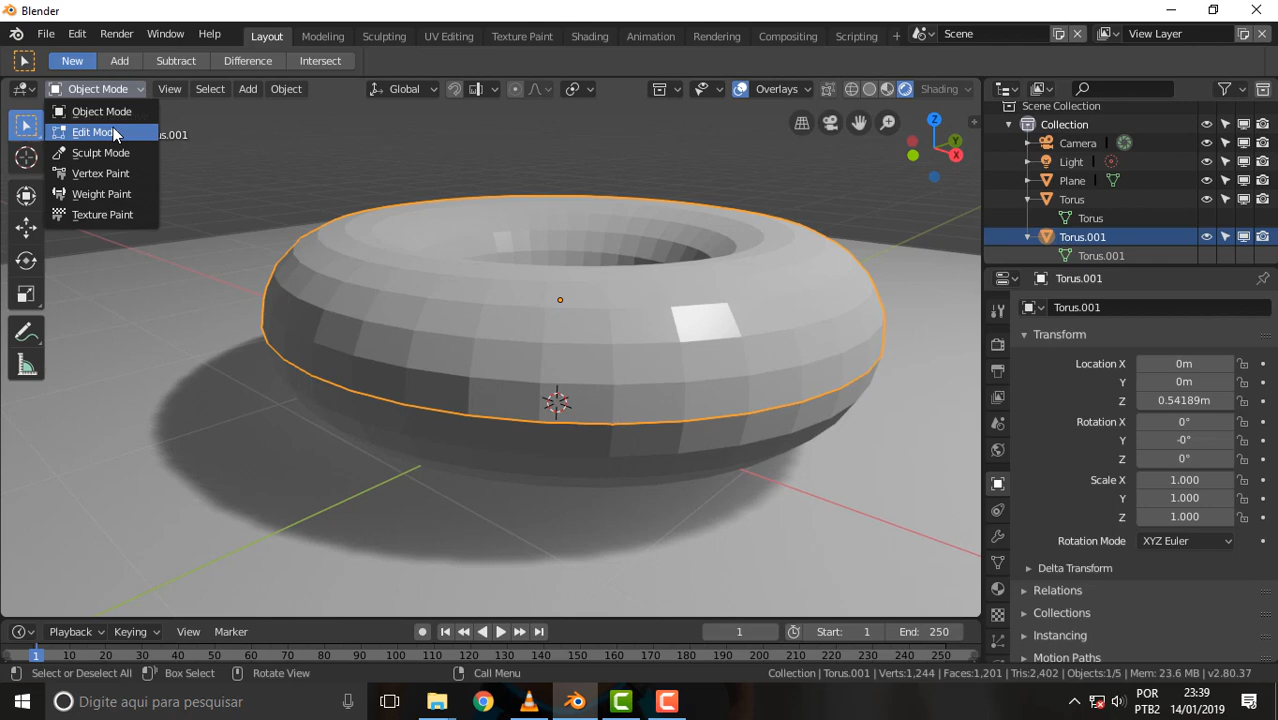 Blender
File Edit Render Window Help
Layout Modeling Sculpting UV Editing Texture Paint Shading Animation Rendering Compositing Scripting +
Scene
View Layer
New Add Subtract Difference Intersect
Object Mode View Select Add Object
Global
Overlays
Shading
Object Mode
Edit Mode
Sculpt Mode
Vertex Paint
Weight Paint
Texture Paint
us.001
Z
Y
X
Scene Collection
Collection
Camera
Light
Plane
Torus
Torus
Torus.001
Torus.001
Torus.001
Torus.001
Transform
Location X 0m
Y 0m
Z 0.54189m
Rotation X 0°
Y -0°
Z 0°
Scale X 1.000
Y 1.000
Z 1.000
Rotation Mode XYZ Euler
Delta Transform
Relations
Collections
Instancing
Motion Paths
Playback Keying View Marker
1
Start: 1
End: 250
1 10 20 30 40 50 60 70 80 90 100 110 120 130 140 150 160 170 180 190 200 210 220 230 240 250
Select or Deselect All Box Select Rotate View Call Menu
Collection | Torus.001 | Verts:1,244 | Faces:1,201 | Tris:2,402 | Objects:1/5 | Mem: 23.6 MB | v2.80.37
Digite aqui para pesquisar
POR
PTB2
23:39
14/01/2019